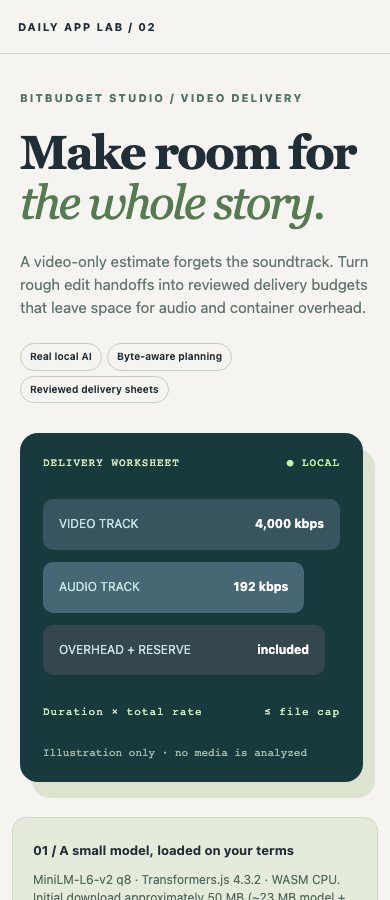 DAILY APP LAB / 02
BITBUDGET STUDIO / VIDEO DELIVERY
Make room for
the whole story.
A video-only estimate forgets the soundtrack. Turn
rough edit handoffs into reviewed delivery budgets
that leave space for audio and container overhead.
Real local AI
Byte-aware planning
Reviewed delivery sheets
DELIVERY WORKSHEET
● LOCAL
VIDEO TRACK
4,000 kbps
AUDIO TRACK
192 kbps
OVERHEAD + RESERVE
included
Duration × total rate
≤ file cap
Illustration only · no media is analyzed
01 / A small model, loaded on your terms
MiniLM-L6-v2 q8 · Transformers.js 4.3.2 · WASM CPU.
Initial download approximately 50 MB (~23 MB model +